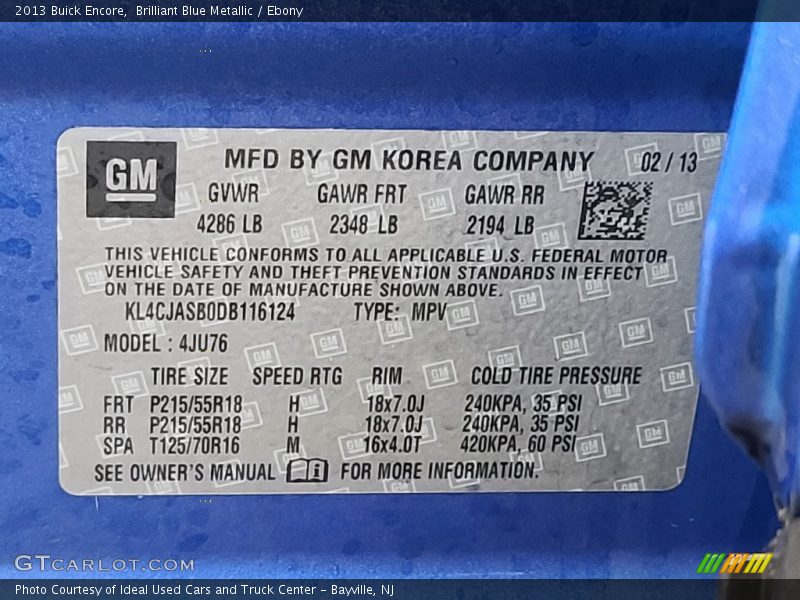 2013 Buick Encore, Brilliant Blue Metallic / Ebony
GM MFD BY GM KOREA COMPANY 02/13
GVWR GAWR FRT GAWR RR
4286 LB 2348 LB 2194 LB
THIS VEHICLE CONFORMS TO ALL APPLICABLE U.S. FEDERAL MOTOR
VEHICLE SAFETY AND THEFT PREVENTION STANDARDS IN EFFECT
ON THE DATE OF MANUFACTURE SHOWN ABOVE.
KL4CJASB0DB116124 TYPE: MPV
MODEL : 4JU76
TIRE SIZE SPEED RTG RIM COLD TIRE PRESSURE
FRT P215/55R18 H 18x7.0J 240KPA, 35 PSI
RR P215/55R18 H 18x7.0J 240KPA, 35 PSI
SPA T125/70R16 M 16x4.0T 420KPA, 60 PSI
SEE OWNER'S MANUAL FOR MORE INFORMATION.
GTCARLOT.COM
Photo Courtesy of Ideal Used Cars and Truck Center – Bayville, NJ